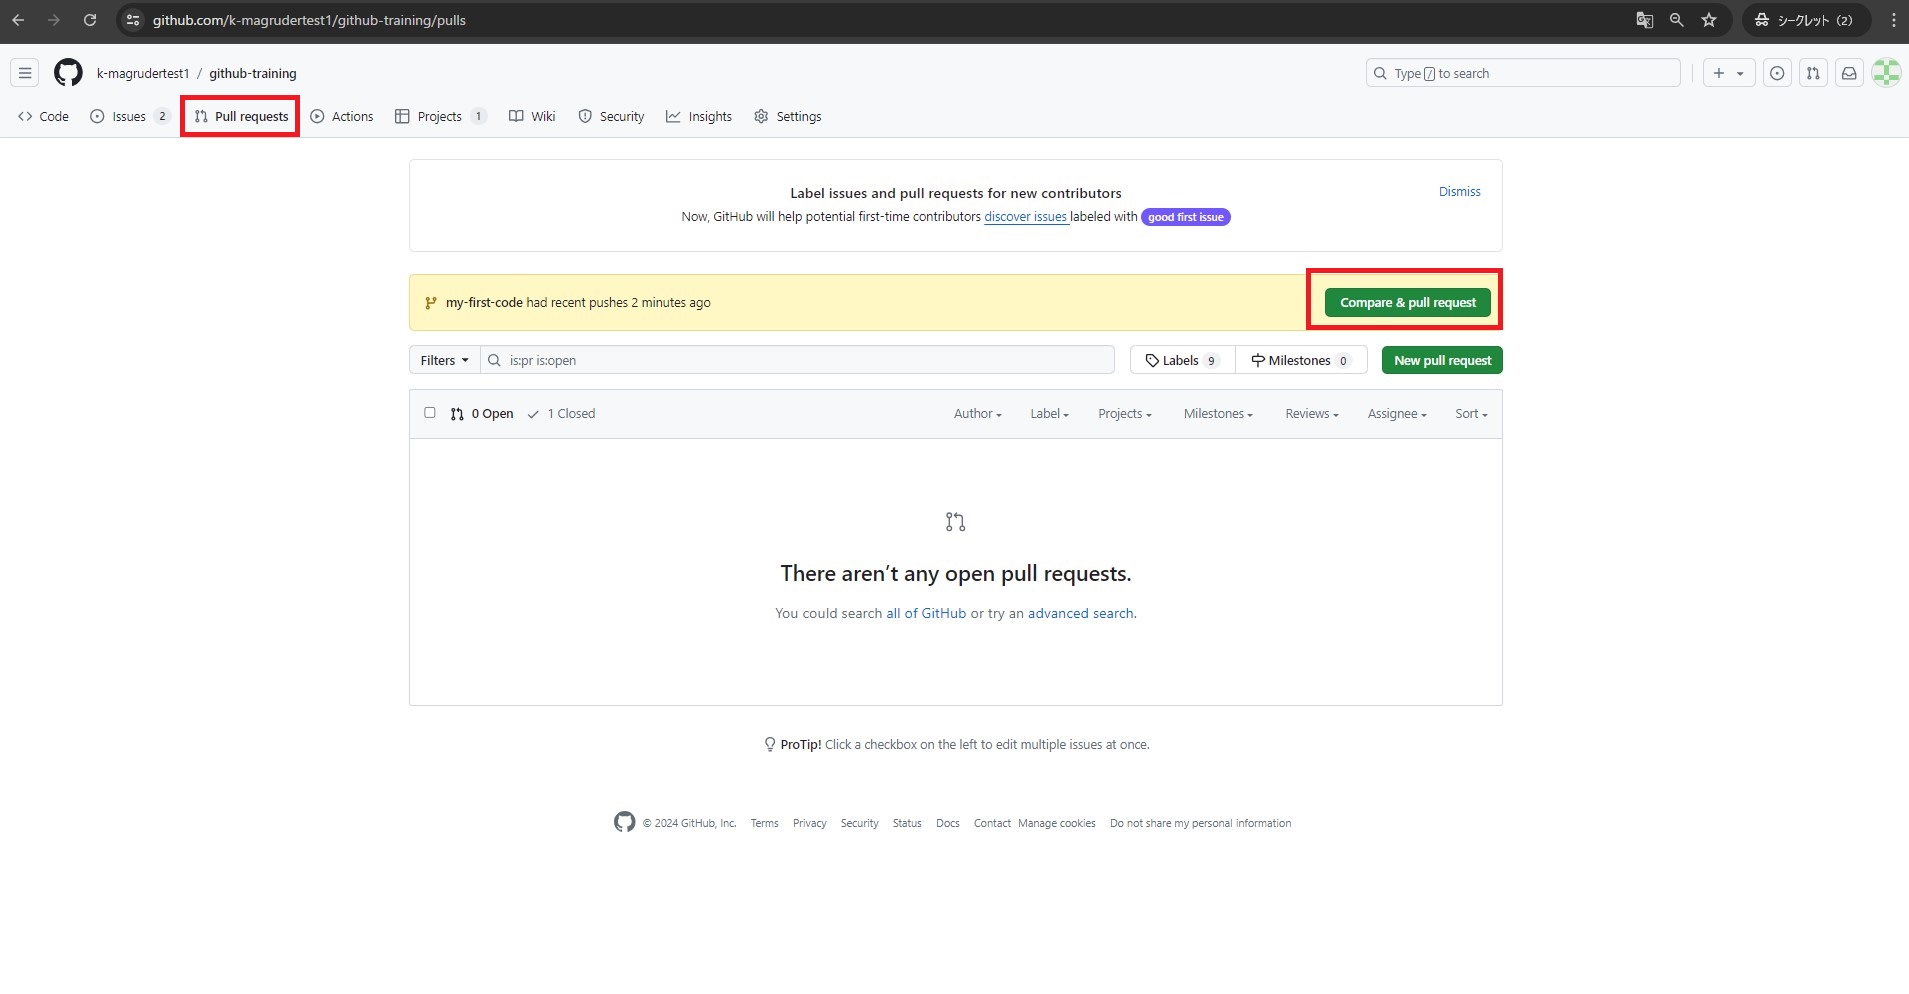 github.com/k-magrudertest1/github-training/pulls
シークレット (2)
k-magrudertest1 / github-training
Type / to search
Code
Issues 2
Pull requests
Actions
Projects 1
Wiki
Security
Insights
Settings
Label issues and pull requests for new contributors
Dismiss
Now, GitHub will help potential first-time contributors discover issues labeled with good first issue
my-first-code had recent pushes 2 minutes ago
Compare & pull request
Filters
is:pr is:open
Labels 9
Milestones 0
New pull request
0 Open
1 Closed
Author
Label
Projects
Milestones
Reviews
Assignee
Sort
There aren’t any open pull requests.
You could search all of GitHub or try an advanced search.
ProTip! Click a checkbox on the left to edit multiple issues at once.
© 2024 GitHub, Inc. Terms Privacy Security Status Docs Contact Manage cookies Do not share my personal information